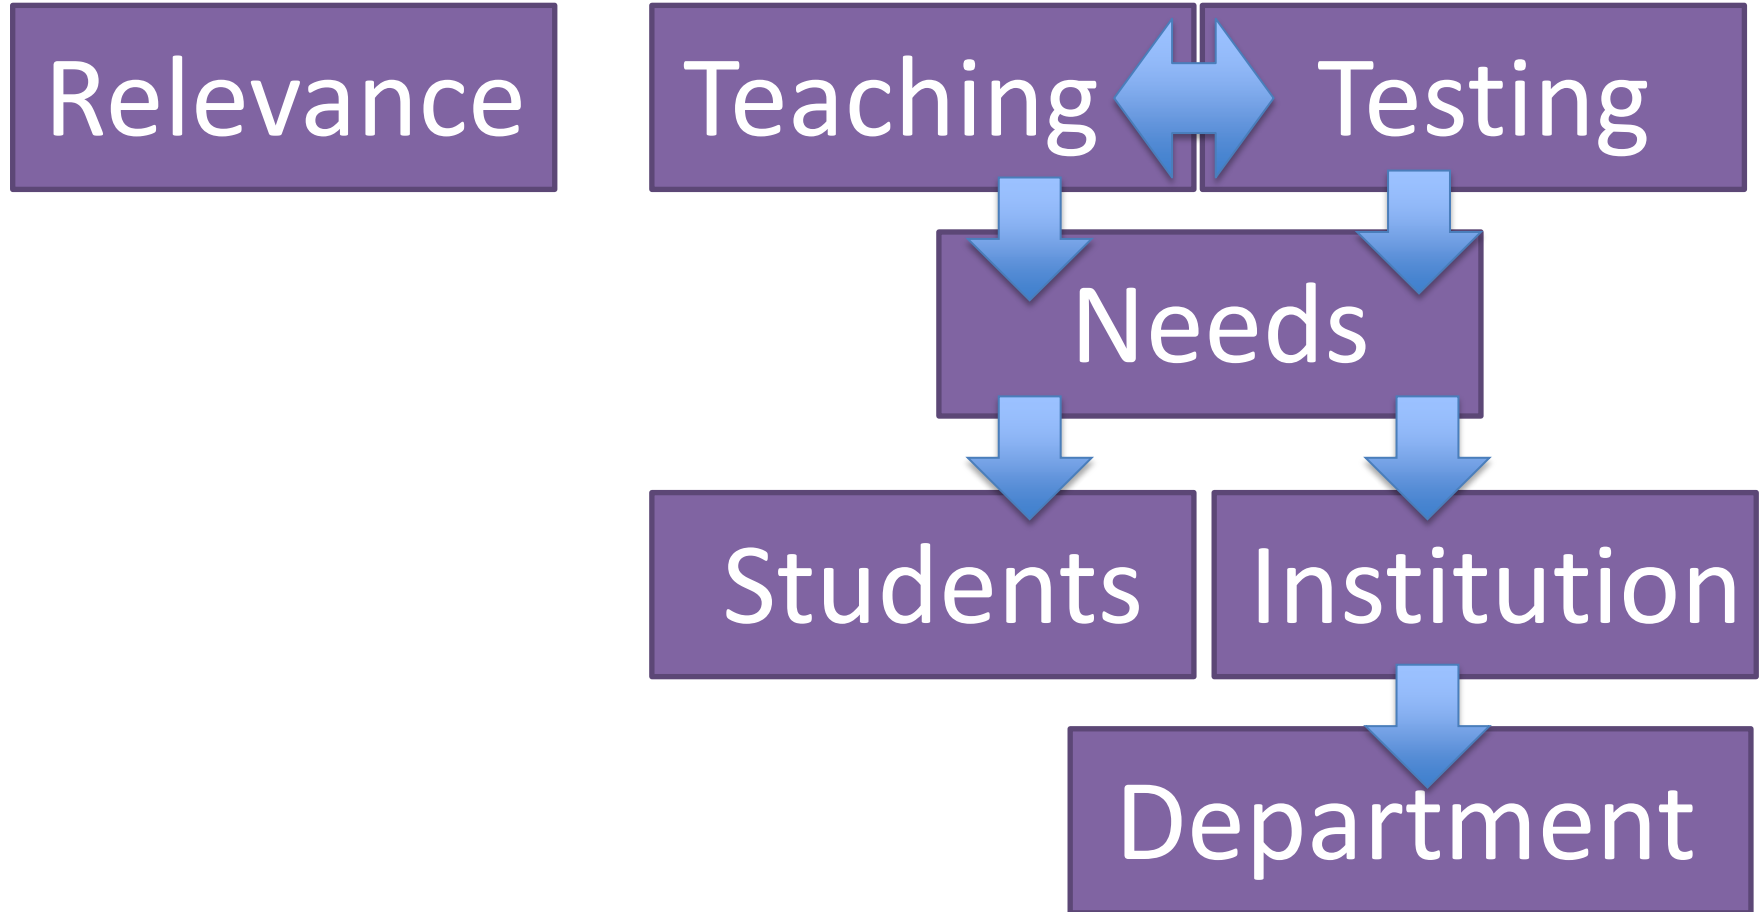 Relevance
Teaching
Testing
Needs
Students
Institution
Department